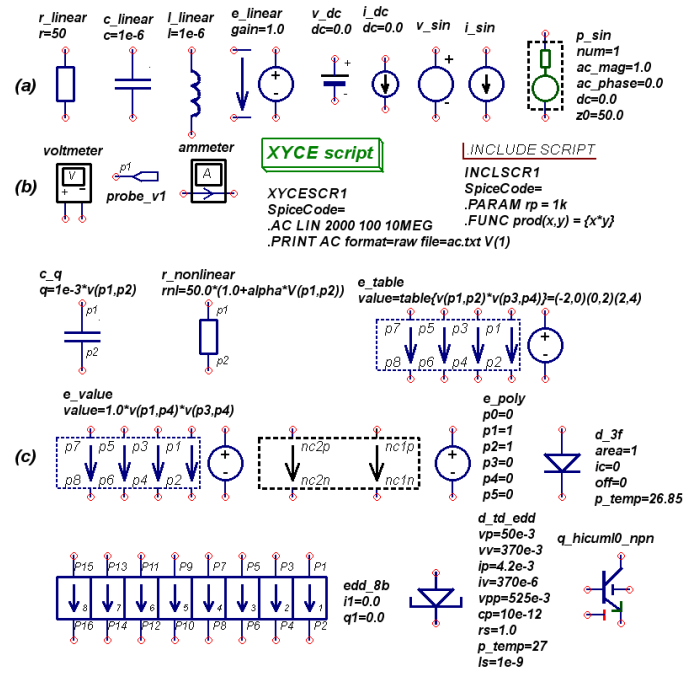 r_linear
r=50
c_linear
c=1e-6
l_linear
l=1e-6
e_linear
gain=1.0
v_dc
dc=0.0
i_dc
dc=0.0
v_sin
i_sin
p_sin
num=1
ac_mag=1.0
ac_phase=0.0
dc=0.0
z0=50.0
(a)
+
-
+
-
+
-
voltmeter
V
+ -
p1
probe_v1
ammeter
A
XYCE script
XYCESCR1
SpiceCode=
.AC LIN 2000 100 10MEG
.PRINT AC format=raw file=ac.txt V(1)
.INCLUDE SCRIPT
INCLSCR1
SpiceCode=
.PARAM rp = 1k
.FUNC prod(x,y) = {x*y}
(b)
c_q
q=1e-3*v(p1,p2)
p1
p2
r_nonlinear
rnl=50.0*(1.0+alpha*V(p1,p2))
p1
p2
e_table
value=table{v(p1,p2)*v(p3,p4)}=(-2,0)(0,2)(2,4)
p7 p5 p3 p1
p8 p6 p4 p2
+
-
e_value
value=1.0*v(p1,p4)*v(p3,p4)
p7 p5 p3 p1
p8 p6 p4 p2
+
-
(c)
nc2p nc1p
nc2n nc1n
+
-
e_poly
p0=0
p1=1
p2=1
p3=0
p4=0
p5=0
d_3f
area=1
ic=0
off=0
p_temp=26.85
P15 P13 P11 P9 P7 P5 P3 P1
8 7 6 5 4 3 2 1
P16 P14 P12 P10 P8 P6 P4 P2
edd_8b
i1=0.0
q1=0.0
d_td_edd
vp=50e-3
vv=370e-3
ip=4.2e-3
iv=370e-6
vpp=525e-3
cp=10e-12
rs=1.0
p_temp=27
ls=1e-9
q_hicuml0_npn